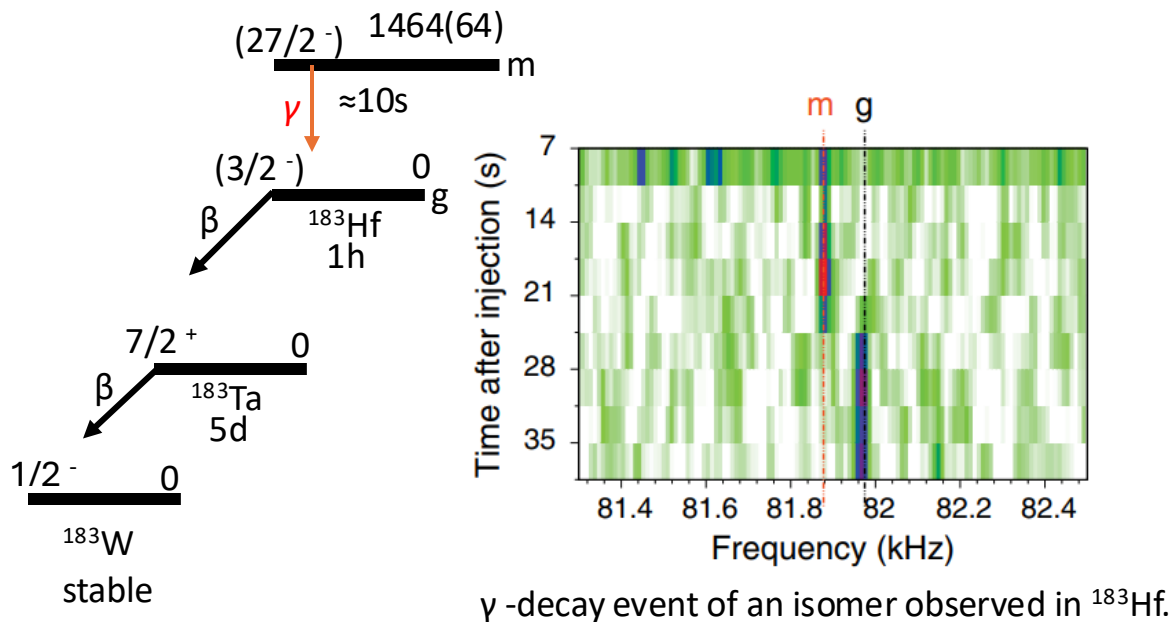 (27/2 ⁻) 1464(64)
m
γ ≈10s
(3/2 ⁻) 0
g
β ¹⁸³Hf
1h
7/2 ⁺ 0
β ¹⁸³Ta
5d
1/2 ⁻ 0
¹⁸³W
stable
m g
Time after injection (s)
7
14
21
28
35
81.4 81.6 81.8 82 82.2 82.4
Frequency (kHz)
γ -decay event of an isomer observed in ¹⁸³Hf.